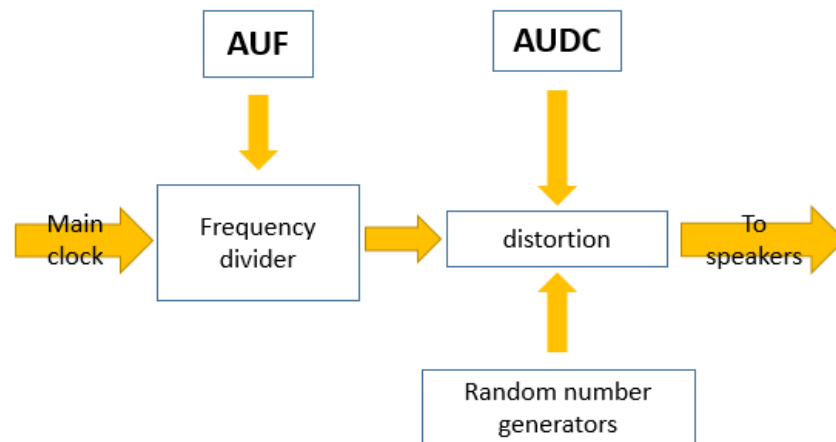 AUF
AUDC
Main
clock
Frequency
divider
distortion
To
speakers
Random number
generators